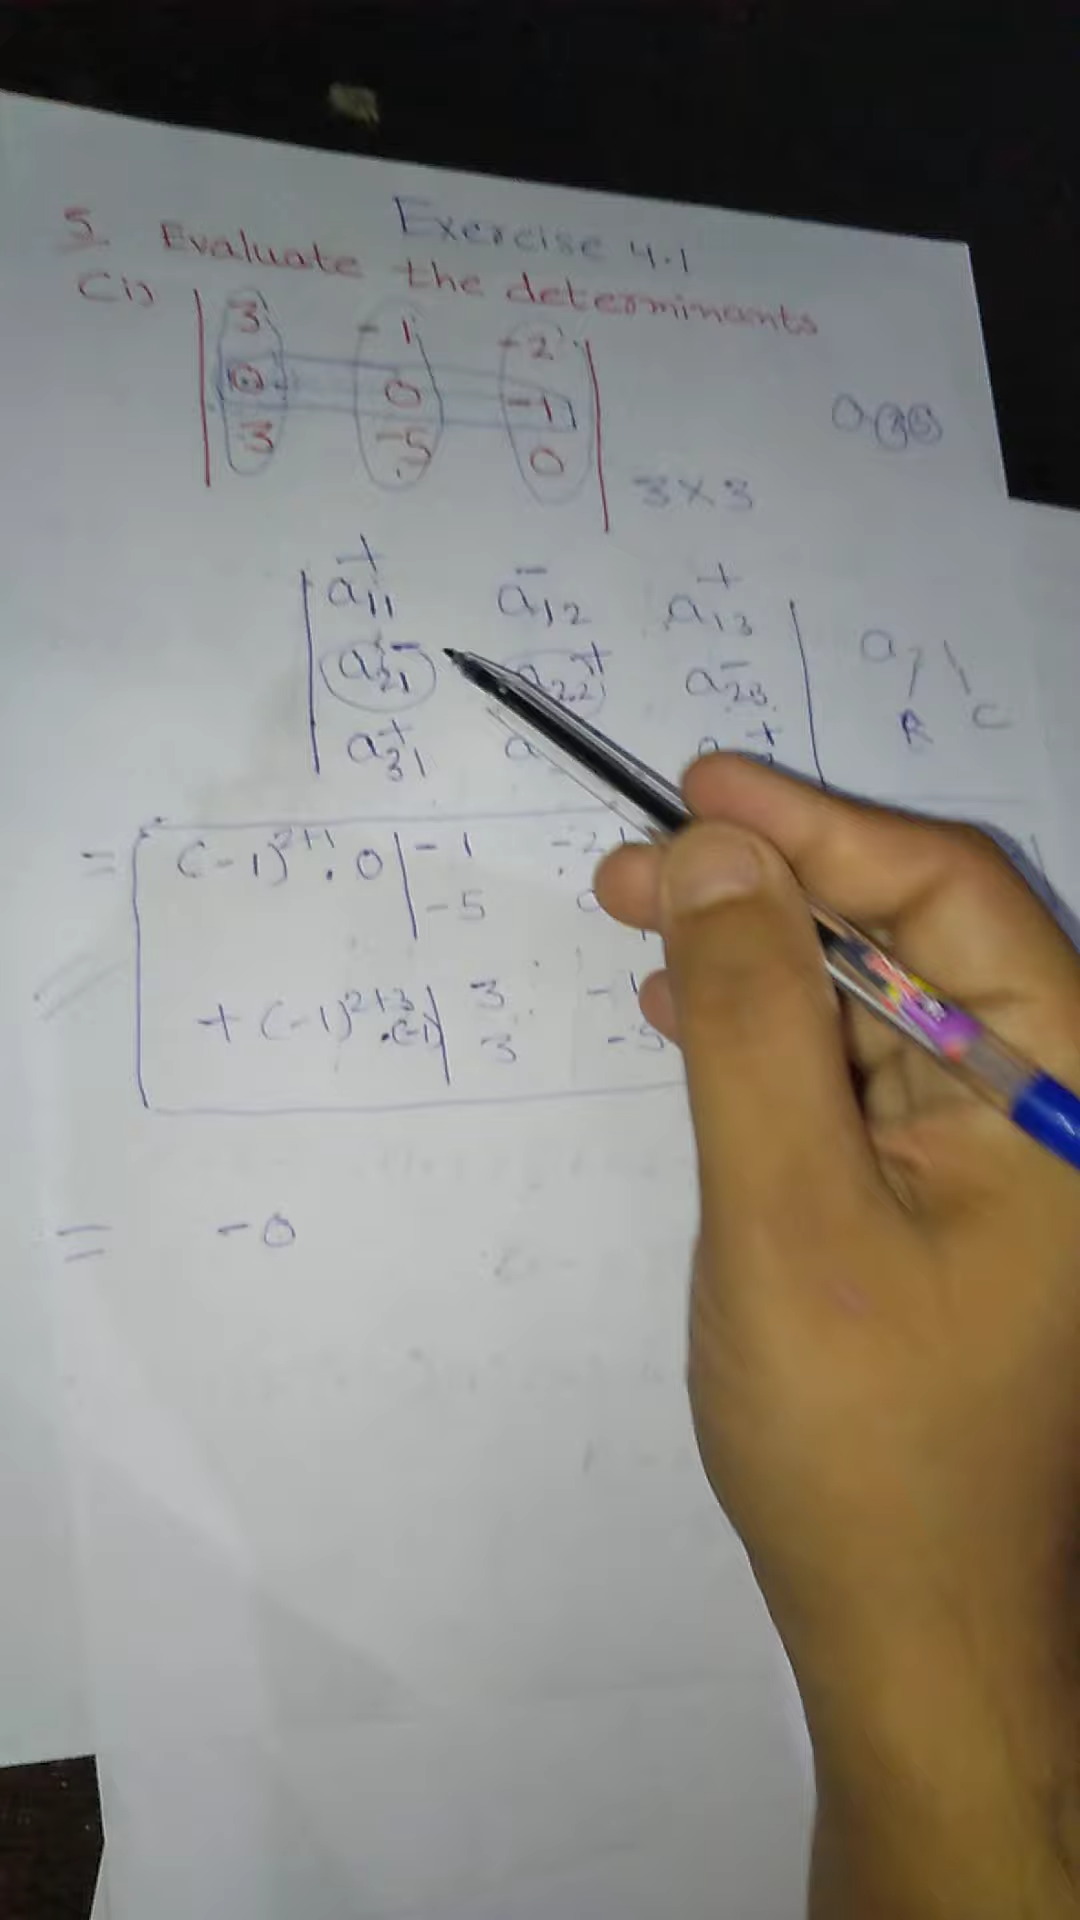 Exercise 4.1
5. Evaluate the determinants
(i) | 3 -1 -2 |
| 0 0 -1 |
| 3 -5 0 |
3×3
| a11+ a12- a13+ |
| a21- a22+ a23- |
| a31+ a +
a
R C
= (-1)^2+1 . 0 | -1 -2
| -5
+ (-1)^2+3 .(-1) | 3 -1
| 3 -5
= -0